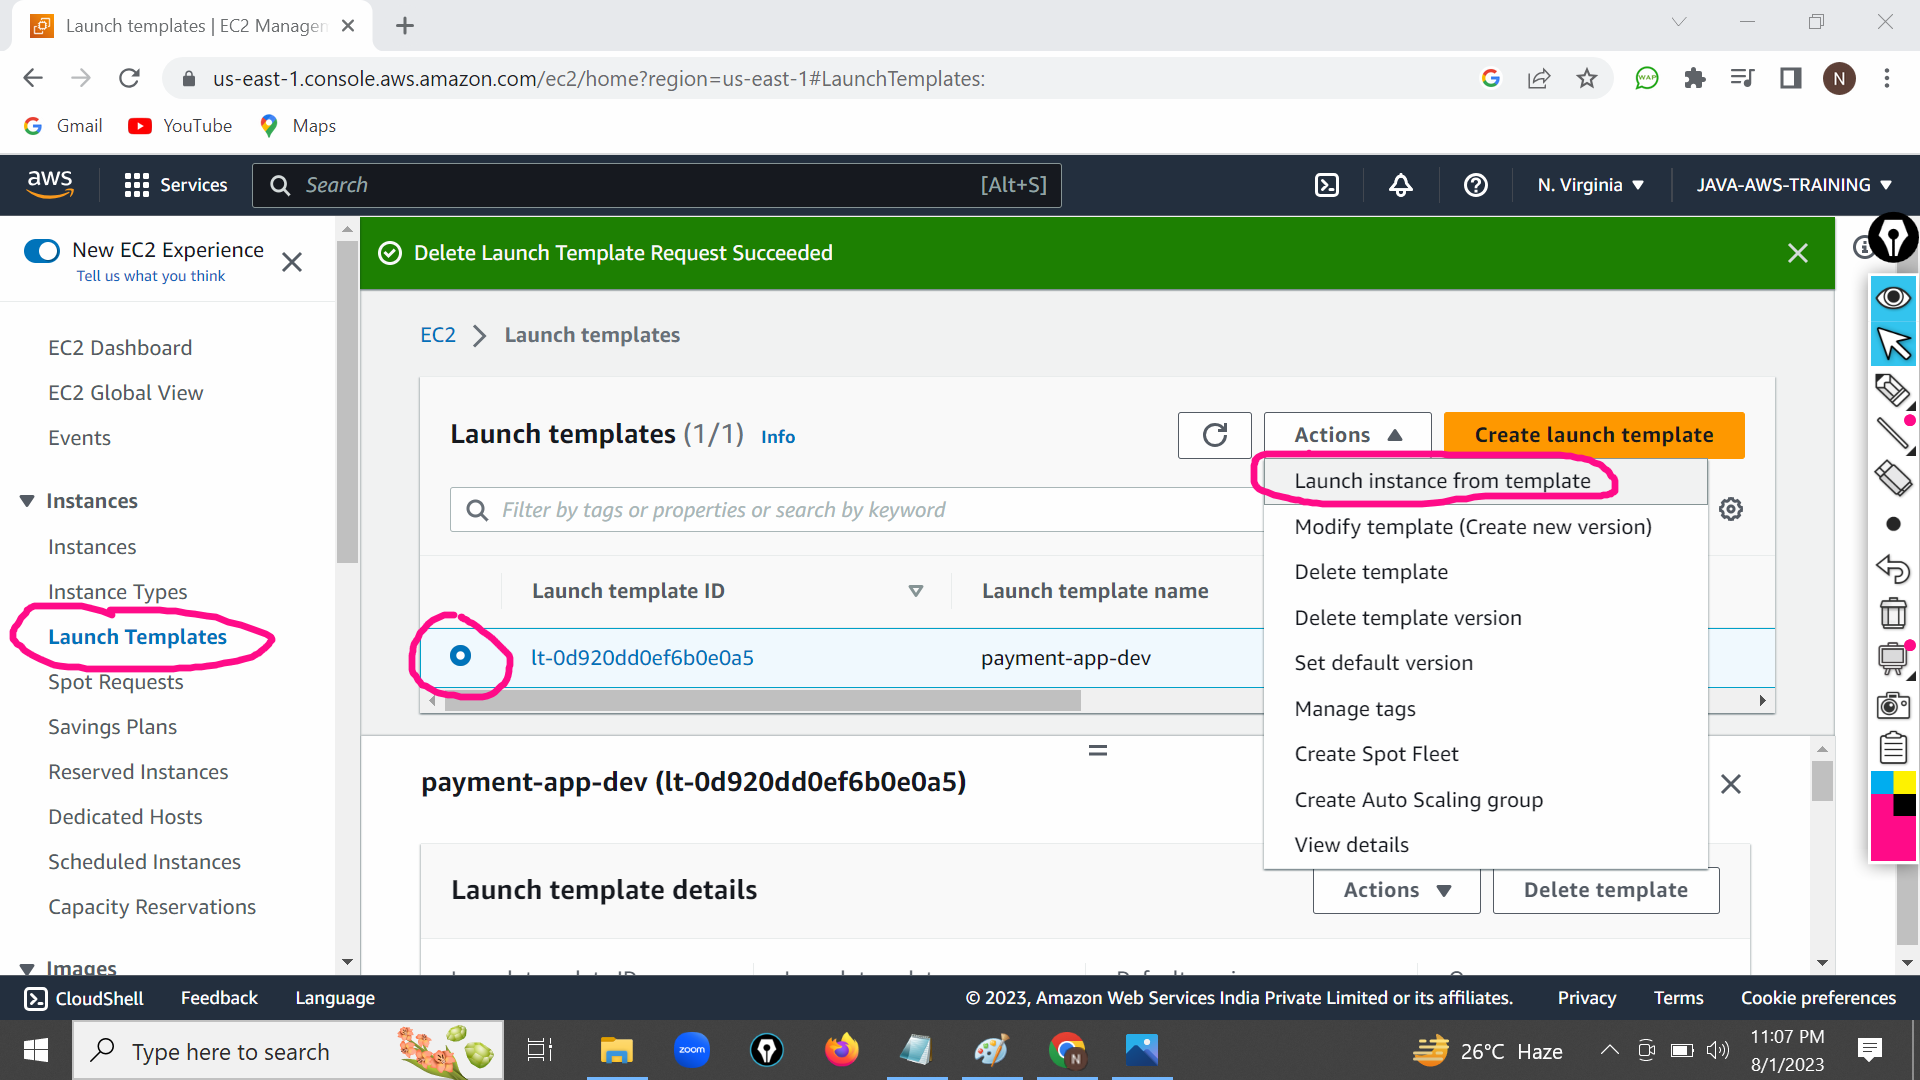 Launch templates | EC2 Managen
us-east-1.console.aws.amazon.com/ec2/home?region=us-east-1#LaunchTemplates:
WAP
N
Gmail
YouTube
Maps
aws
Services
Search
[Alt+S]
N. Virginia
JAVA-AWS-TRAINING
New EC2 Experience
Tell us what you think
EC2 Dashboard
EC2 Global View
Events
Instances
Instances
Instance Types
Launch Templates
Spot Requests
Savings Plans
Reserved Instances
Dedicated Hosts
Scheduled Instances
Capacity Reservations
Images
Delete Launch Template Request Succeeded
EC2
Launch templates
Launch templates (1/1) Info
Actions
Create launch template
Launch instance from template
Modify template (Create new version)
Delete template
Delete template version
Set default version
Manage tags
Create Spot Fleet
Create Auto Scaling group
View details
Filter by tags or properties or search by keyword
Launch template ID
Launch template name
lt-0d920dd0ef6b0e0a5
payment-app-dev
payment-app-dev (lt-0d920dd0ef6b0e0a5)
Launch template details
Actions
Delete template
CloudShell
Feedback
Language
© 2023, Amazon Web Services India Private Limited or its affiliates.
Privacy
Terms
Cookie preferences
Type here to search
zoom
N
26°C Haze
11:07 PM
8/1/2023